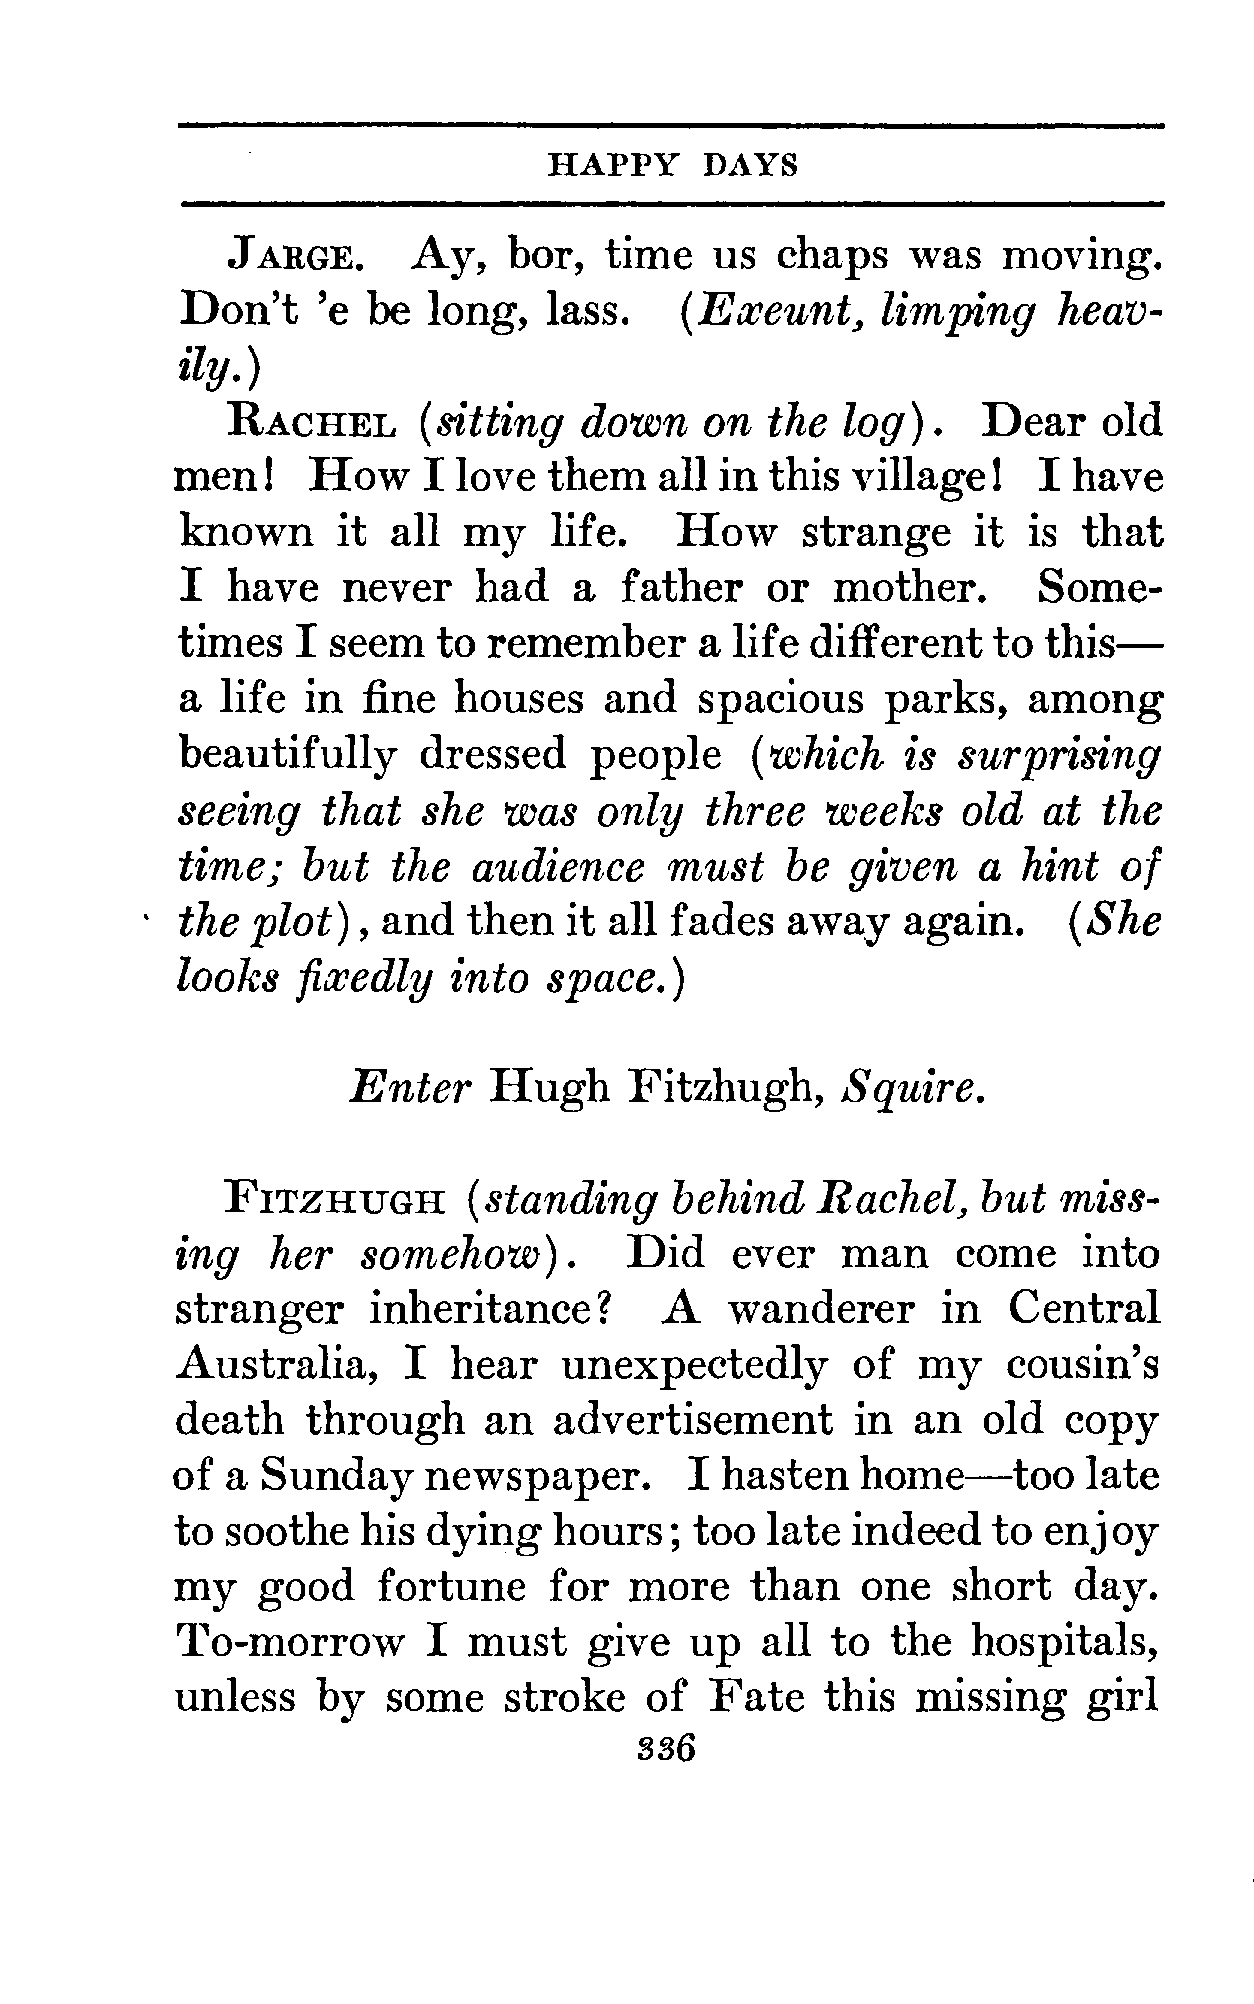 HAPPY DAYS
JARGE. Ay, bor, time us chaps was moving.
Don't 'e be long, lass. (Exeunt, limping heav-
ily.)
RACHEL (sitting down on the log). Dear old
men! How I love them all in this village! I have
known it all my life. How strange it is that
I have never had a father or mother. Some-
times I seem to remember a life different to this—
a life in fine houses and spacious parks, among
beautifully dressed people (which is surprising
seeing that she was only three weeks old at the
time; but the audience must be given a hint of
the plot), and then it all fades away again. (She
looks fixedly into space.)
Enter Hugh Fitzhugh, Squire.
FITZHUGH (standing behind Rachel, but miss-
ing her somehow). Did ever man come into
stranger inheritance? A wanderer in Central
Australia, I hear unexpectedly of my cousin's
death through an advertisement in an old copy
of a Sunday newspaper. I hasten home—too late
to soothe his dying hours; too late indeed to enjoy
my good fortune for more than one short day.
To-morrow I must give up all to the hospitals,
unless by some stroke of Fate this missing girl
336